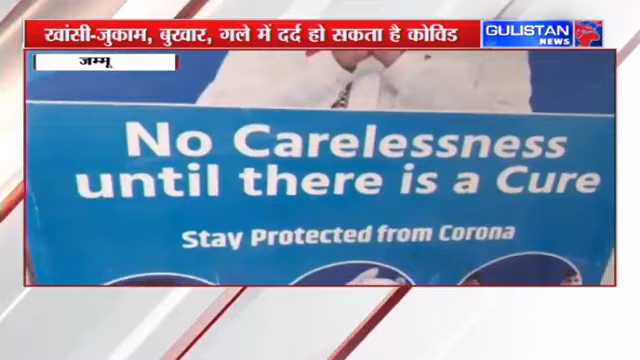 खांसी-जुकाम, बुखार, गले में दर्द हो सकता है कोविड
GULISTAN
NEWS
जम्मू
No Carelessness
until there is a Cure
Stay Protected from Corona